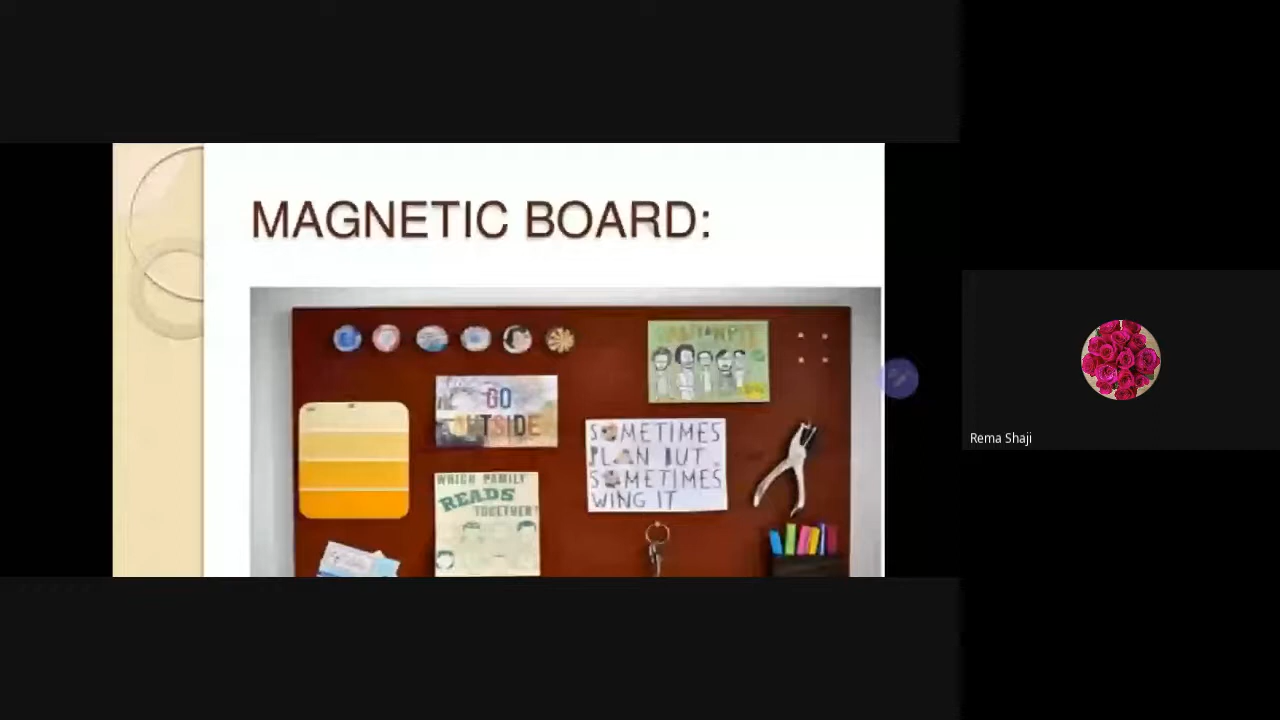 MAGNETIC BOARD:
GO
OUTSIDE
SOMETIMES
PLAN BUT
SOMETIMES
WING IT
WHICH FAMILY
READS
TOGETHER?
Rema Shaji